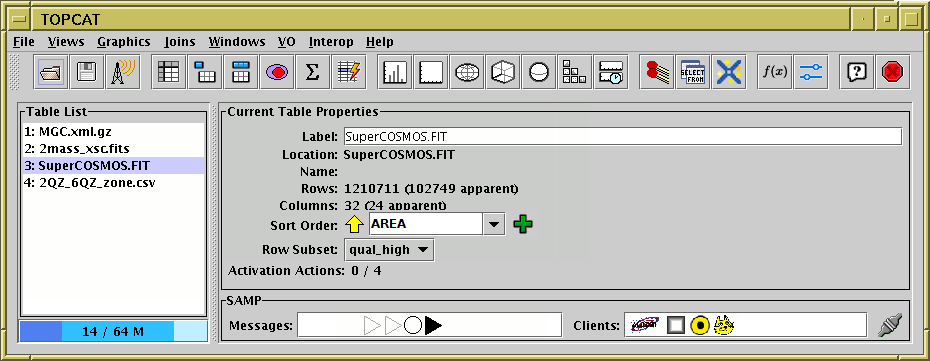 TOPCAT
File Views Graphics Joins Windows VO Interop Help
Σ SELECT FROM f(x) ?
Table List
1: MGC.xml.gz
2: 2mass_xsc.fits
3: SuperCOSMOS.FIT
4: 2QZ_6QZ_zone.csv
14 / 64 M
Current Table Properties
Label: SuperCOSMOS.FIT
Location: SuperCOSMOS.FIT
Name:
Rows: 1210711 (102749 apparent)
Columns: 32 (24 apparent)
Sort Order: AREA
Row Subset: qual_high
Activation Actions: 0 / 4
SAMP
Messages: Clients: